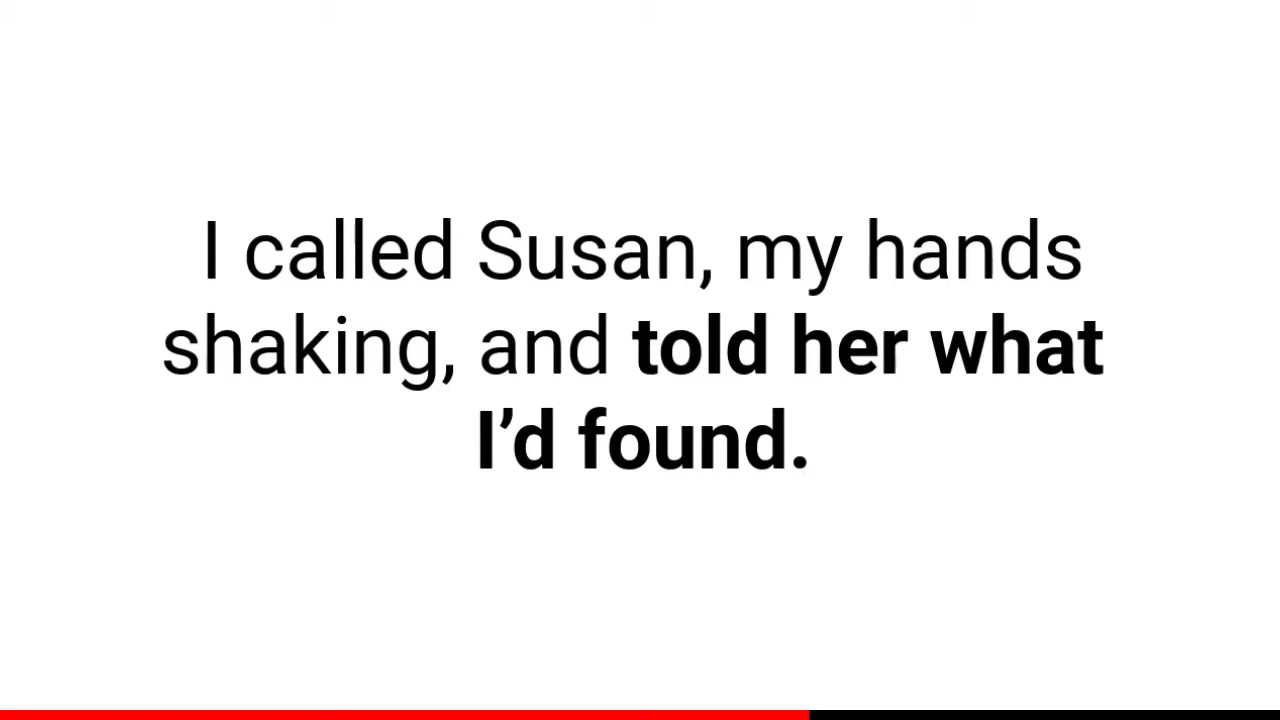 I called Susan, my hands
shaking, and told her what
I’d found.